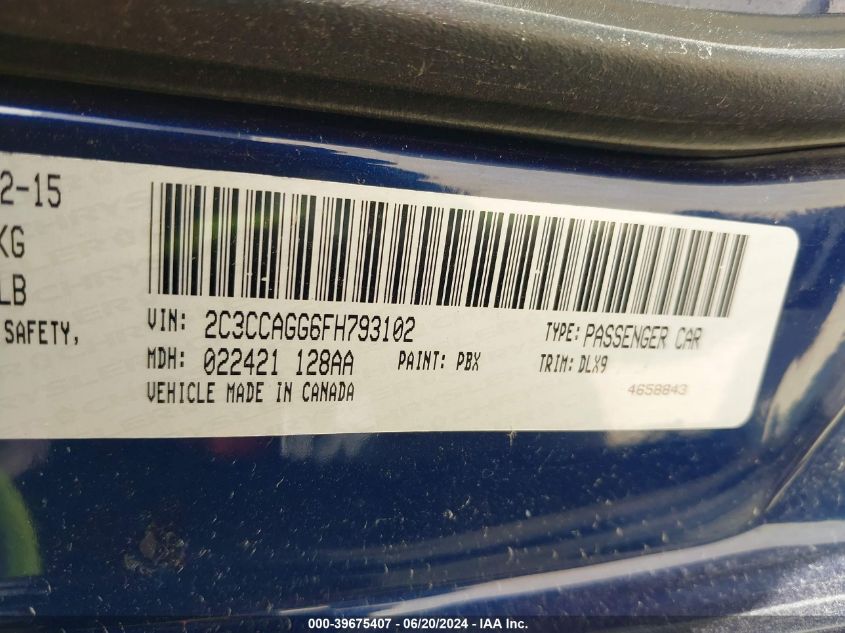 2-15
KG
LB
SAFETY,
VIN: 2C3CCAGG6FH793102
TYPE: PASSENGER CAR
MDH: 022421 128AA
PAINT: PBX
TRIM: DLX9
VEHICLE MADE IN CANADA
4658843
000-39675407 - 06/20/2024 - IAA Inc.